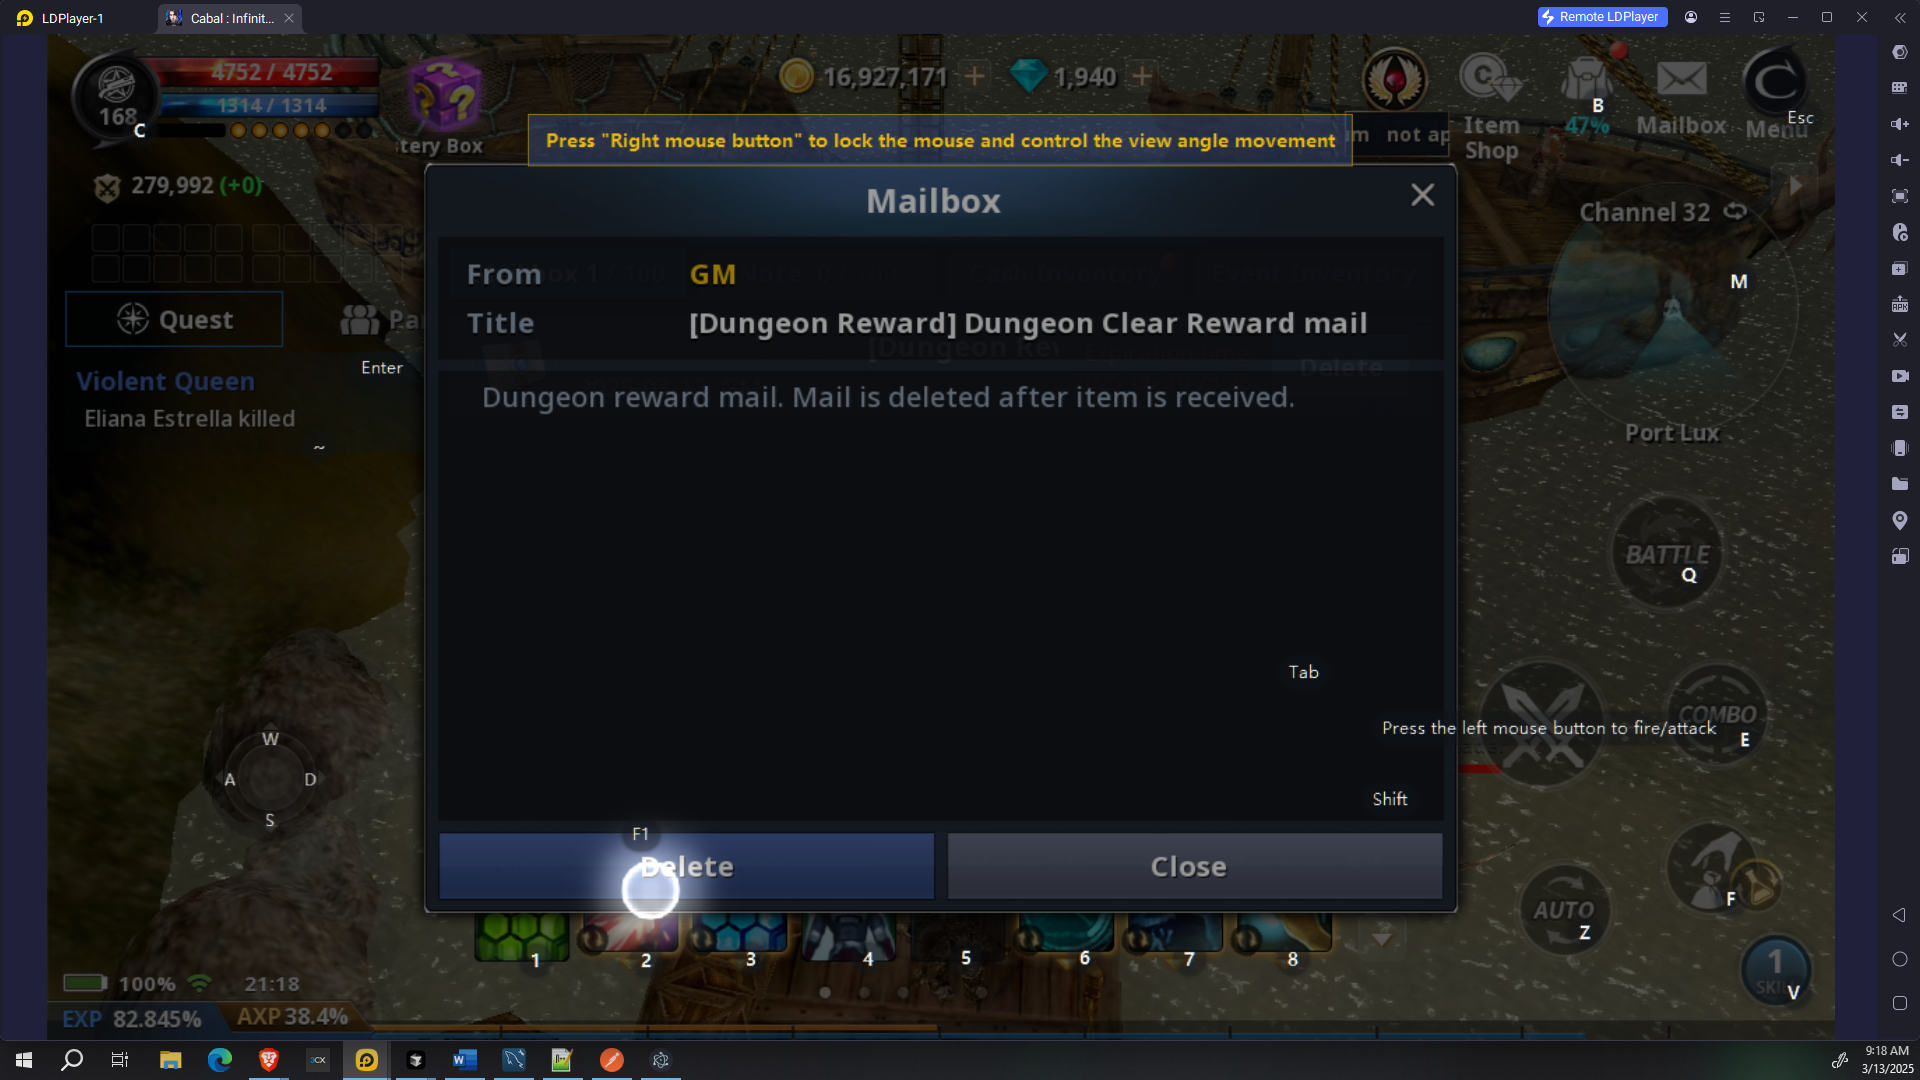 LDPlayer-1
Cabal : Infinit...
Remote LDPlayer
4752 / 4752
1314 / 1314
168
C
tery Box
16,927,171
1,940
Press "Right mouse button" to lock the mouse and control the view angle movement
m not ap
Item
Shop
B
47%
Mailbox
Esc
Menu
279,992 (+0)
Mailbox
Channel 32
M
Port Lux
From
GM
Title
[Dungeon Reward] Dungeon Clear Reward mail
Delete
Dungeon reward mail. Mail is deleted after item is received.
Quest
Pa
Enter
Violent Queen
Eliana Estrella killed
~
BATTLE
Q
Tab
Press the left mouse button to fire/attack
COMBO
E
Shift
W
A
D
S
F1
Delete
Close
F
AUTO
Z
1
2
3
4
5
6
7
8
1
SKILL
V
100%
21:18
EXP 82.845%
AXP 38.4%
3CX
W
9:18 AM
3/13/2025